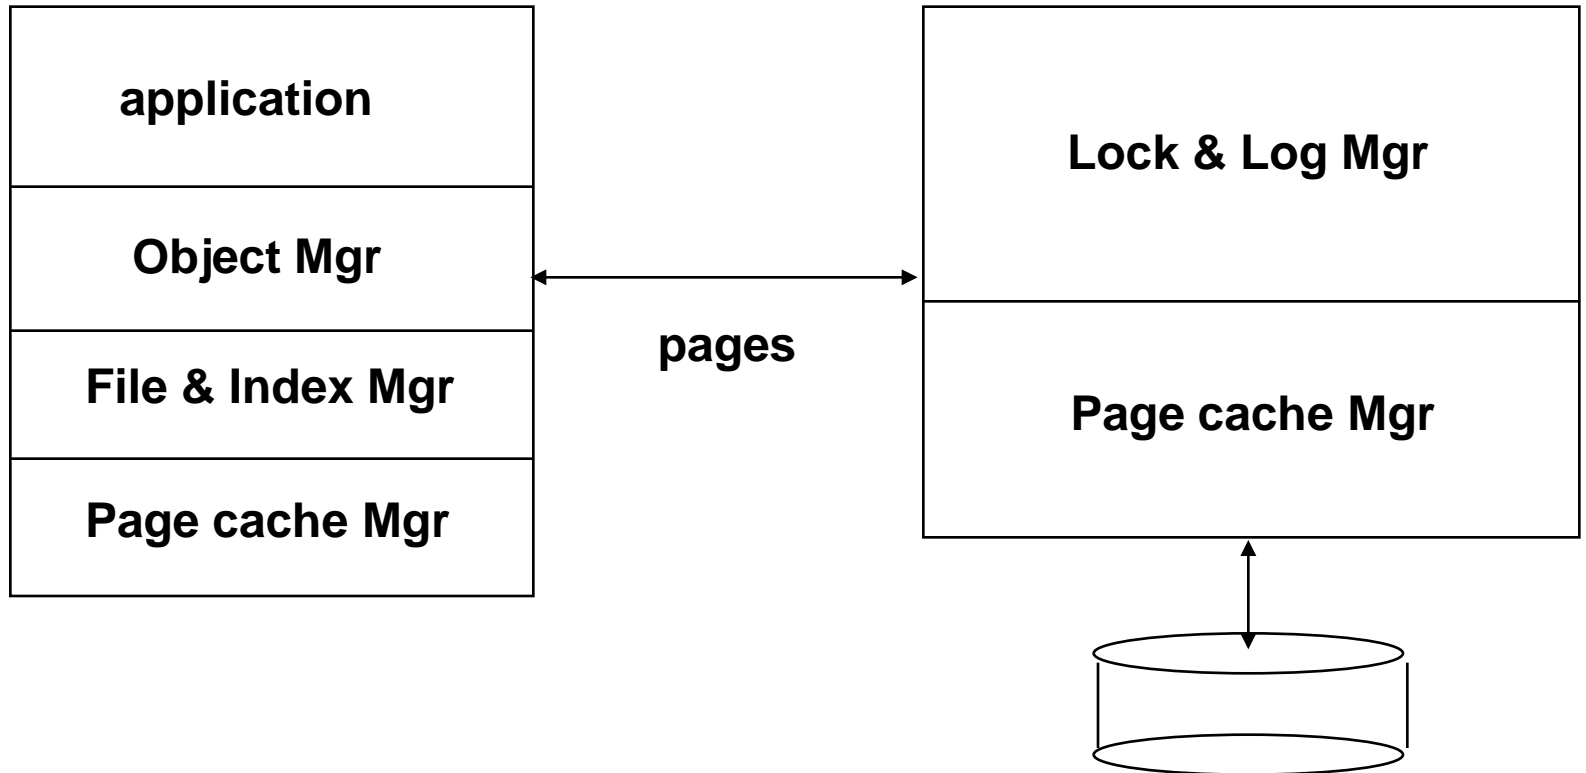 application
Object Mgr
File & Index Mgr
Page cache Mgr
pages
Lock & Log Mgr
Page cache Mgr